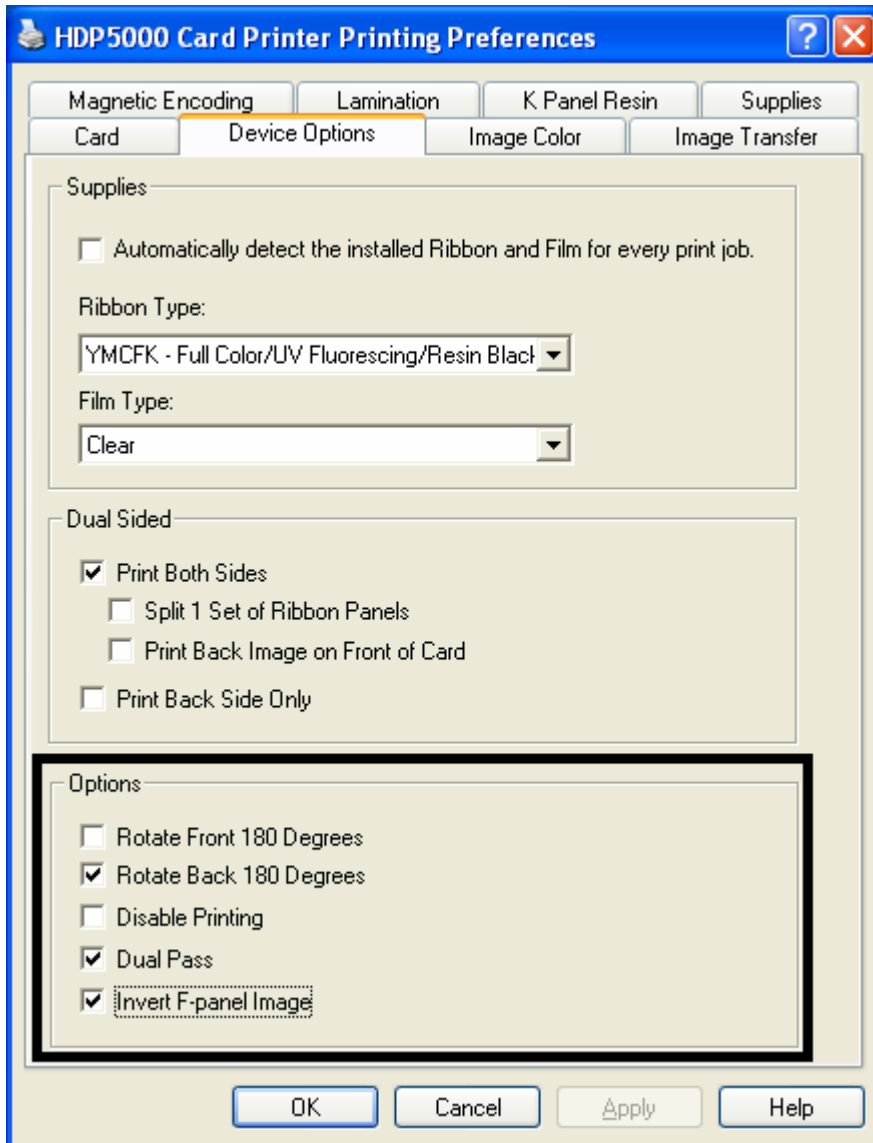 HDP5000 Card Printer Printing Preferences
Magnetic Encoding Lamination K Panel Resin Supplies
Card Device Options Image Color Image Transfer
Supplies
Automatically detect the installed Ribbon and Film for every print job.
Ribbon Type:
YMCFK - Full Color/UV Fluorescing/Resin Black
Film Type:
Clear
Dual Sided
Print Both Sides
Split 1 Set of Ribbon Panels
Print Back Image on Front of Card
Print Back Side Only
Options
Rotate Front 180 Degrees
Rotate Back 180 Degrees
Disable Printing
Dual Pass
Invert F-panel Image
OK Cancel Apply Help